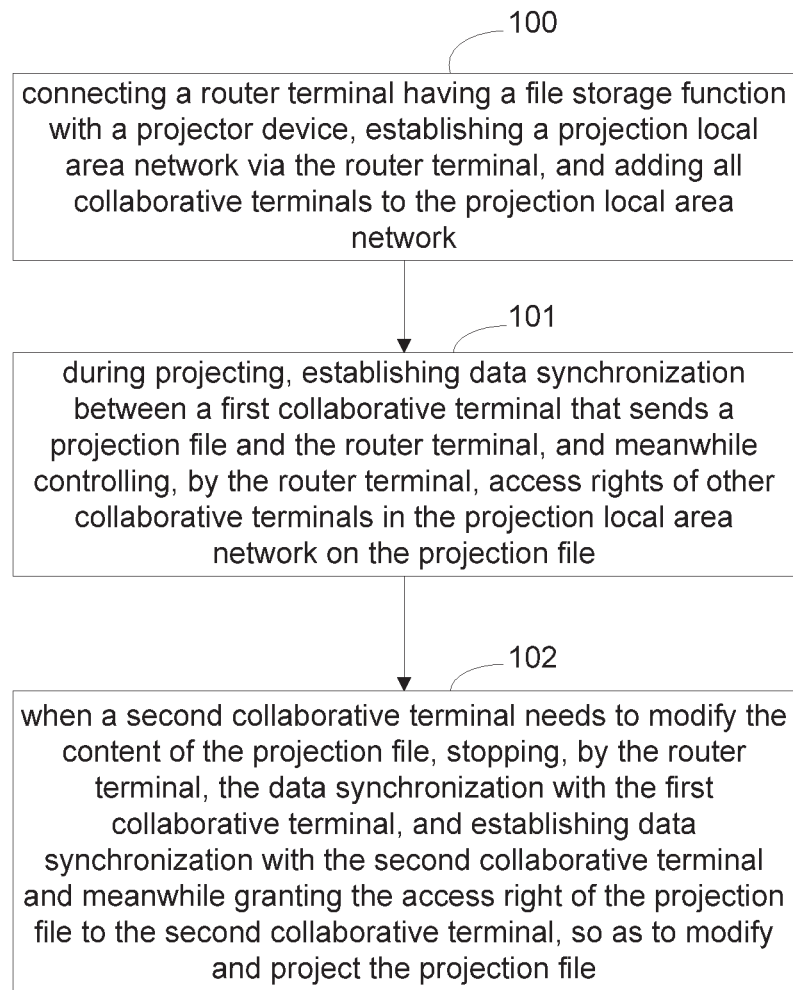 100
connecting a router terminal having a file storage function
with a projector device, establishing a projection local
area network via the router terminal, and adding all
collaborative terminals to the projection local area
network
101
during projecting, establishing data synchronization
between a first collaborative terminal that sends a
projection file and the router terminal, and meanwhile
controlling, by the router terminal, access rights of other
collaborative terminals in the projection local area
network on the projection file
102
when a second collaborative terminal needs to modify the
content of the projection file, stopping, by the router
terminal, the data synchronization with the first
collaborative terminal, and establishing data
synchronization with the second collaborative terminal
and meanwhile granting the access right of the projection
file to the second collaborative terminal, so as to modify
and project the projection file